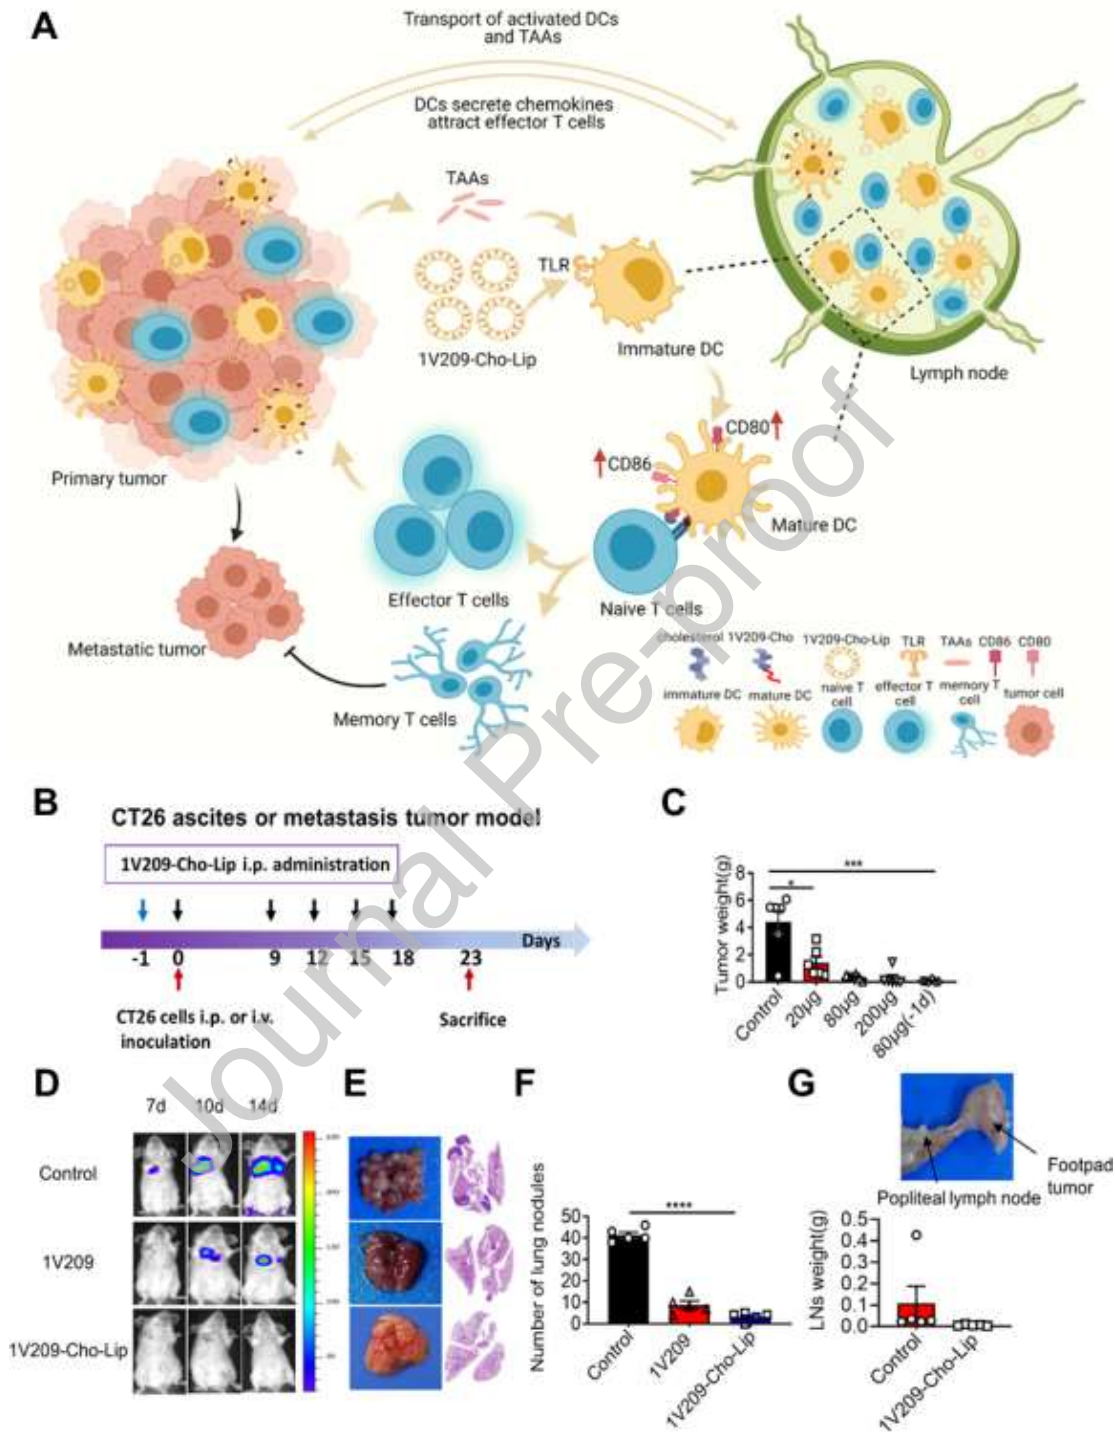 A
Transport of activated DCs
and TAAs
DCs secrete chemokines
attract effector T cells
TAAs
TLR
1V209-Cho-Lip
Immature DC
Lymph node
CD80
CD86
Primary tumor
Mature DC
Effector T cells
Naive T cells
Metastatic tumor
Memory T cells
cholesterol 1V209-Cho 1V209-Cho-Lip TLR TAAs CD86 CD80
immature DC mature DC naive T cell effector T cell memory T cell tumor cell
Journal Pre-proof
B
CT26 ascites or metastasis tumor model
1V209-Cho-Lip i.p. administration
Days
-1 0 9 12 15 18 23
CT26 cells i.p. or i.v.
inoculation
Sacrifice
C
***
*
Tumor weight(g)
8
6
4
2
0
Control
20μg
80μg
200μg
80μg(-1d)
D
7d 10d 14d
Control
1V209
1V209-Cho-Lip
E
F
Number of lung nodules
****
50
40
30
20
10
0
Control
1V209
1V209-Cho-Lip
G
Footpad
tumor
Popliteal lymph node
LNs weight(g)
0.5
0.4
0.3
0.2
0.1
0.0
Control
1V209-Cho-Lip